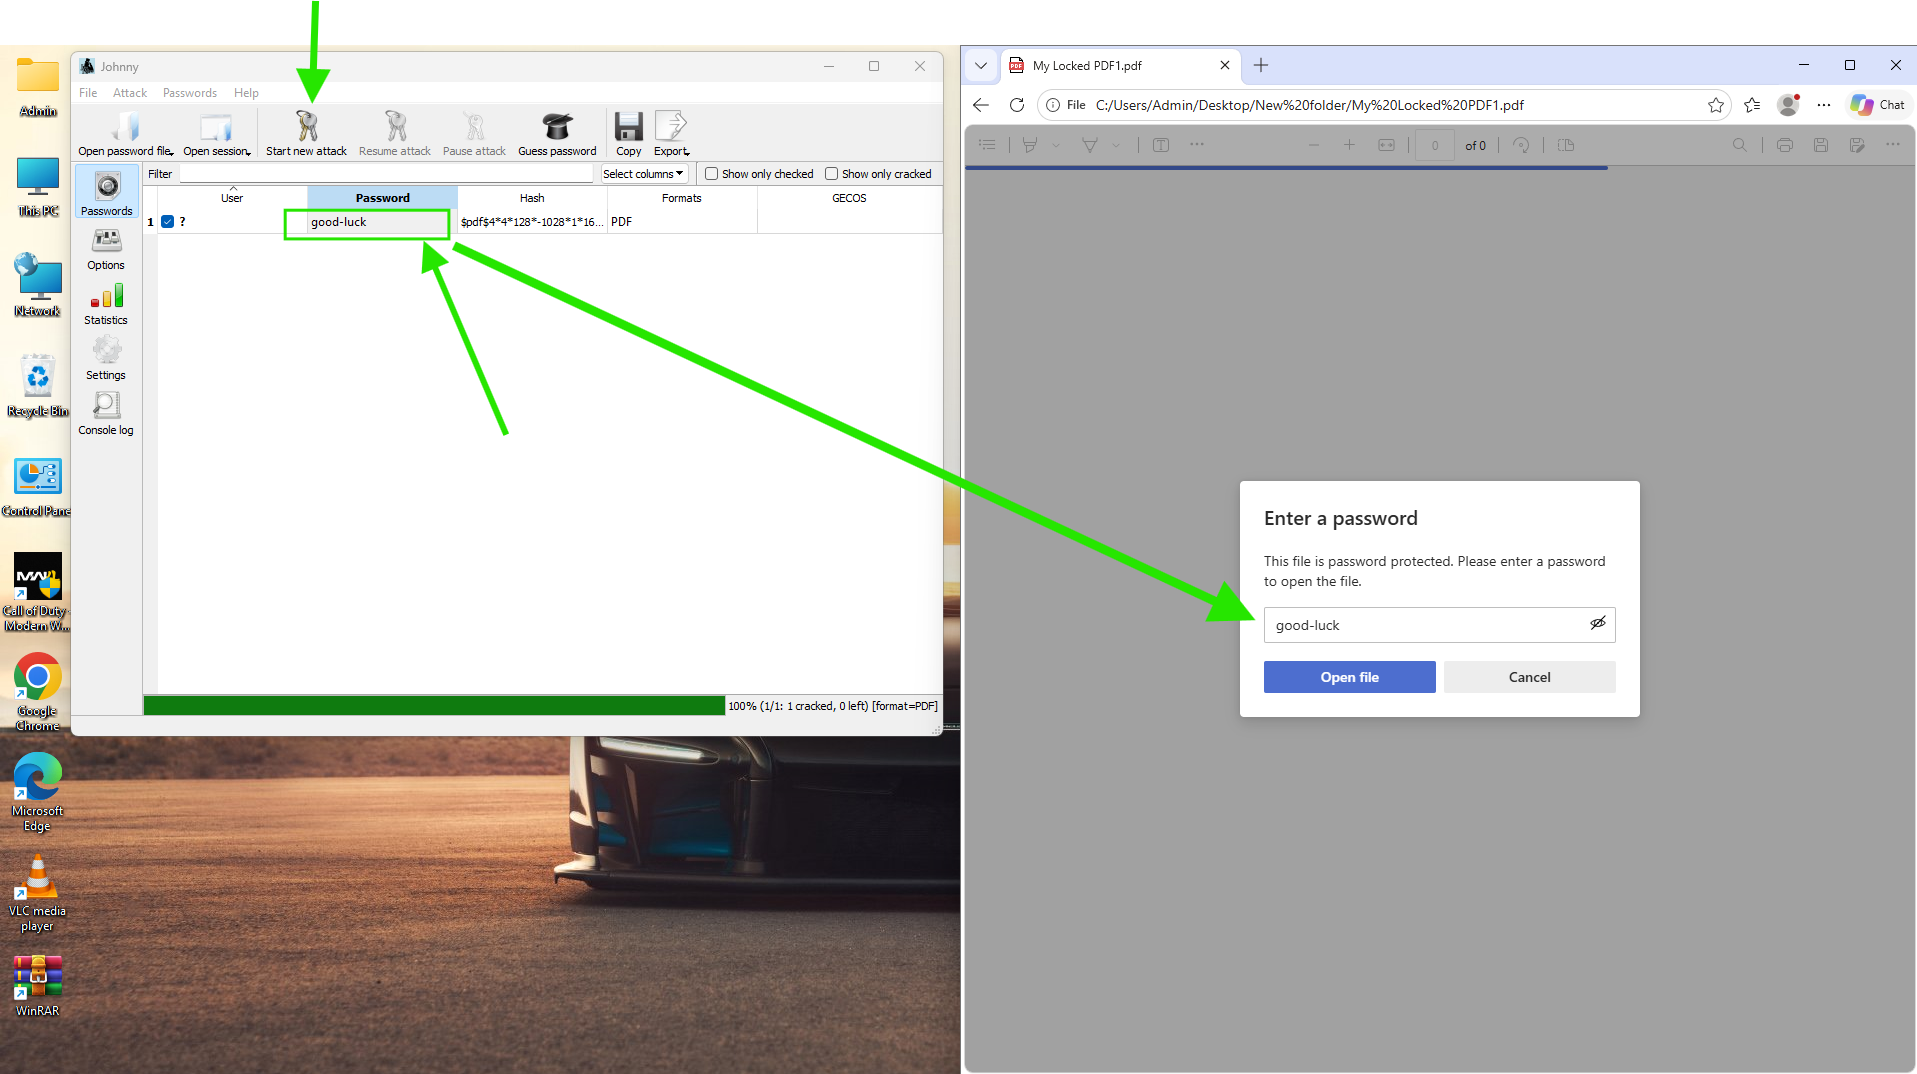 Admin
This PC
Network
Recycle Bin
Control Pane
Call of Duty
Modern W...
Google
Chrome
Microsoft
Edge
VLC media
player
WinRAR
Johnny
File Attack Passwords Help
Open password file Open session Start new attack Resume attack Pause attack Guess password Copy Export
Passwords
Options
Statistics
Settings
Console log
Filter Select columns Show only checked Show only cracked
User Password Hash Formats GECOS
1 ? good-luck $pdf$4*4*128*-1028*1*16... PDF
100% (1/1: 1 cracked, 0 left) [format=PDF]
My Locked PDF1.pdf
File C:/Users/Admin/Desktop/New%20folder/My%20Locked%20PDF1.pdf Chat
0 of 0
Enter a password
This file is password protected. Please enter a password
to open the file.
good-luck
Open file Cancel